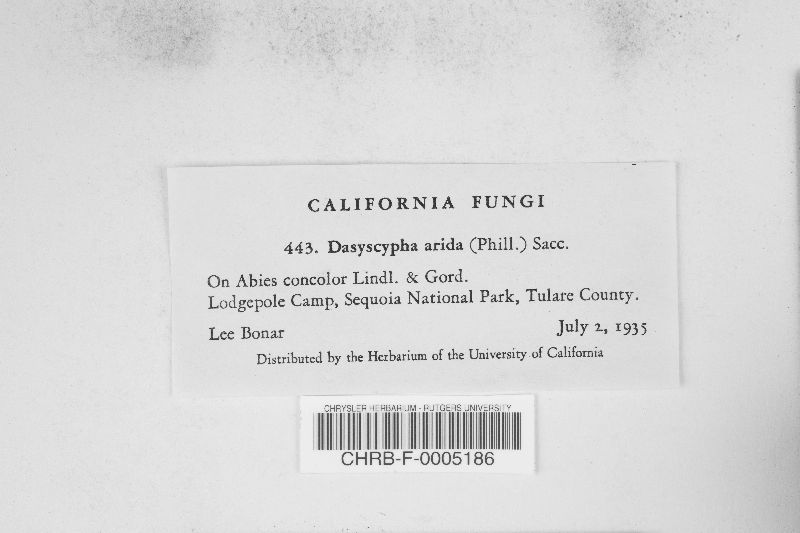 CALIFORNIA FUNGI
443. Dasyscypha arida (Phill.) Sacc.
On Abies concolor Lindl. & Gord.
Lodgepole Camp, Sequoia National Park, Tulare County.
Lee Bonar July 2, 1935
Distributed by the Herbarium of the University of California
CHRYSLER HERBARIUM - RUTGERS UNIVERSITY
CHRB-F-0005186